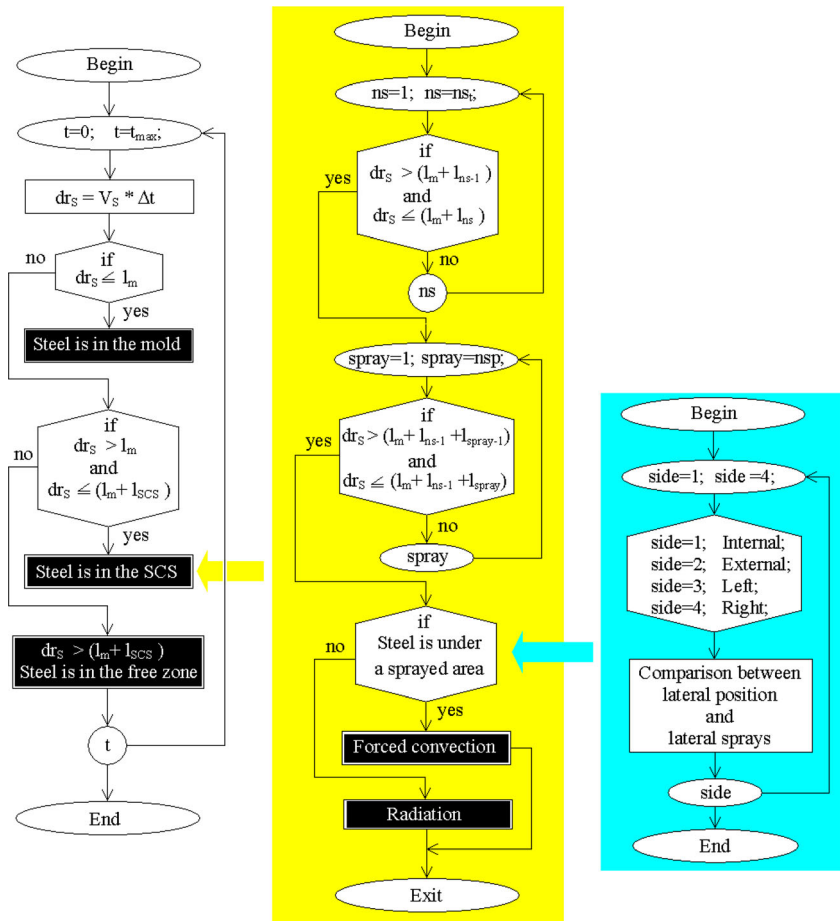 Begin
t=0; t=tmax;
drS = VS * Δt
if
drS ≦ lm
no
yes
Steel is in the mold
if
drS > lm
and
drS ≦ (lm + lSCS )
no
yes
Steel is in the SCS
drS > (lm + lSCS )
Steel is in the free zone
t
End
Begin
ns=1; ns=nst;
if
drS > (lm + lns-1 )
and
drS ≦ (lm + lns )
yes
no
ns
spray=1; spray=nsp;
if
drS > (lm + lns-1 + lspray-1)
and
drS ≦ (lm + lns-1 + lspray)
yes
no
spray
if
Steel is under
a sprayed area
no
yes
Forced convection
Radiation
Exit
Begin
side=1; side =4;
side=1; Internal;
side=2; External;
side=3; Left;
side=4; Right;
Comparison between
lateral position
and
lateral sprays
side
End